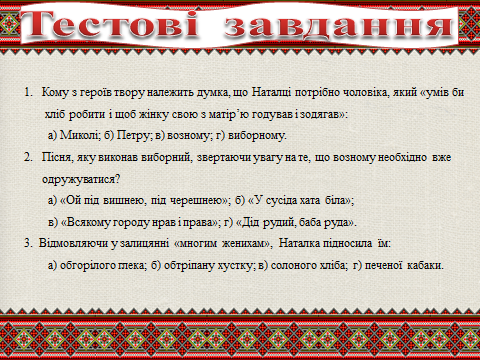 Тестові завдання
1. Кому з героїв твору належить думка, що Наталці потрібно чоловіка, який «умів би
хліб робити і щоб жінку свою з матір’ю годував і зодягав»:
а) Миколі; б) Петру; в) возному; г) виборному.
2. Пісня, яку виконав виборний, звертаючи увагу на те, що возному необхідно вже
одружуватися?
а) «Ой під вишнею, під черешнею»; б) «У сусіда хата біла»;
в) «Всякому городу нрав і права»; г) «Дід рудий, баба руда».
3. Відмовляючи у залицянні «многим женихам», Наталка підносила їм:
а) обгорілого глека; б) обтріпану хустку; в) солоного хліба; г) печеної кабаки.